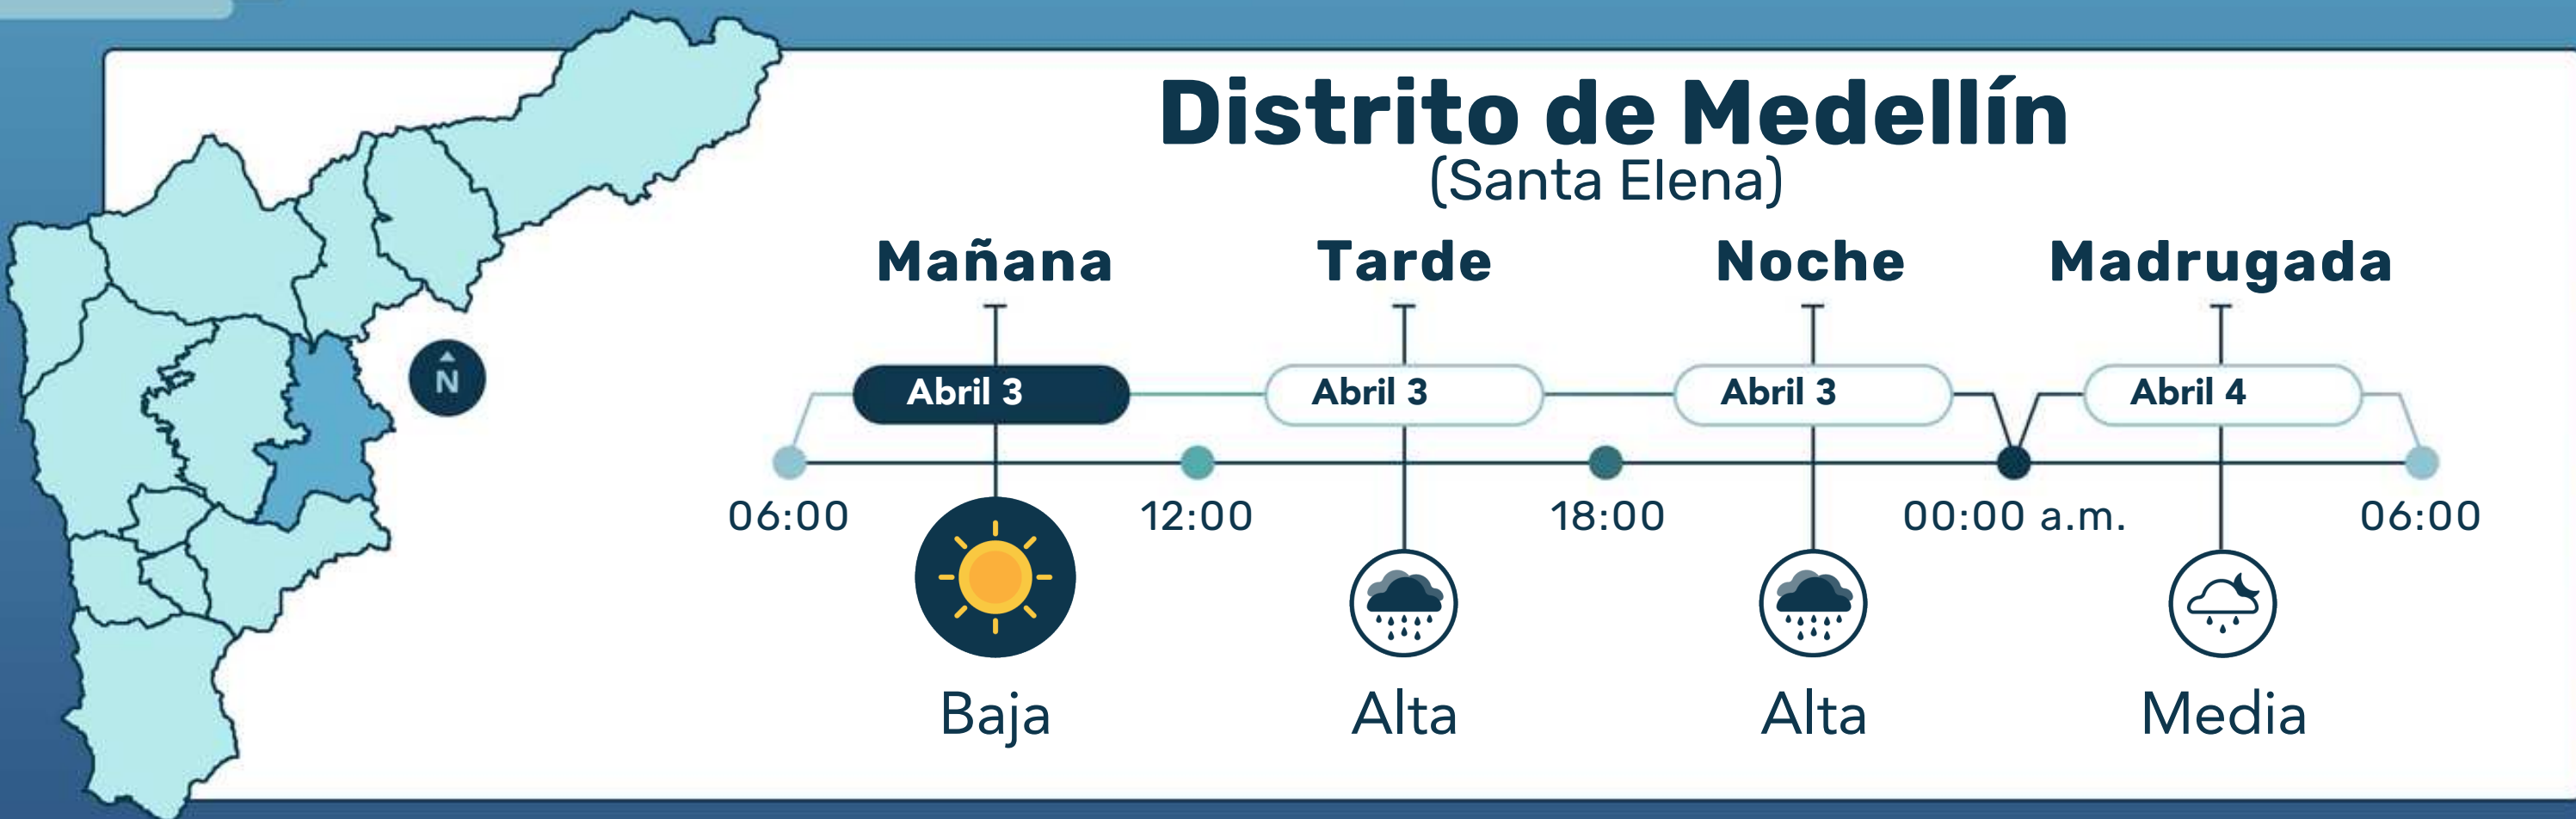 Distrito de Medellín
(Santa Elena)
Mañana Tarde Noche Madrugada
Abril 3 Abril 3 Abril 3 Abril 4
N
06:00 12:00 18:00 00:00 a.m. 06:00
Baja Alta Alta Media